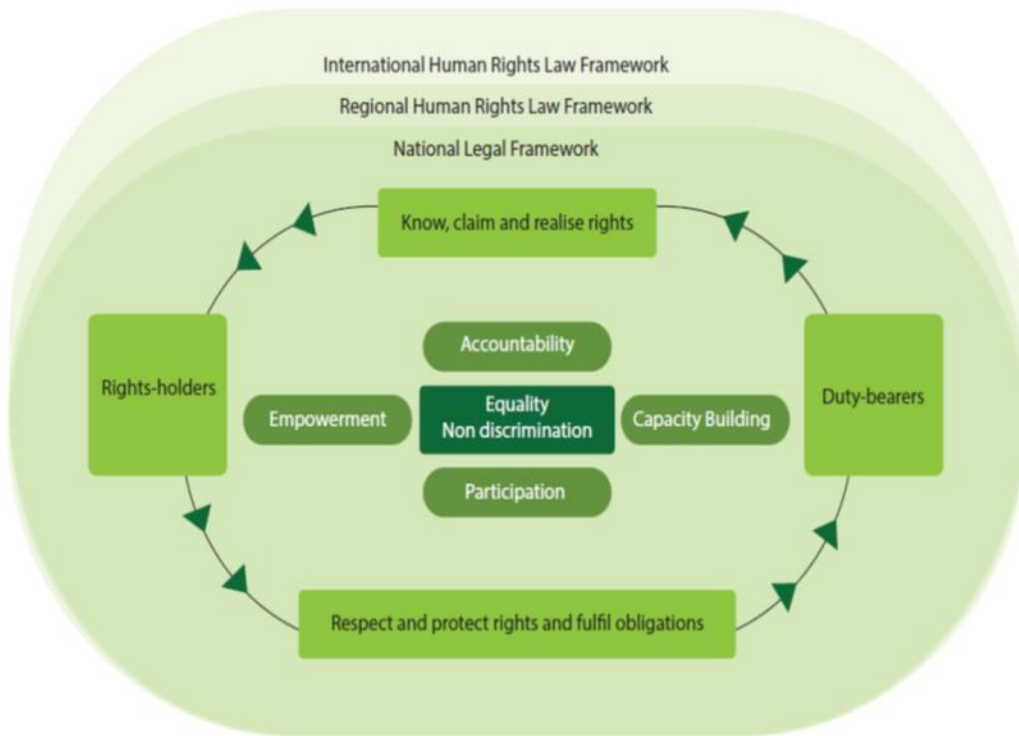 International Human Rights Law Framework
Regional Human Rights Law Framework
National Legal Framework
Know, claim and realise rights
Accountability
Rights-holders
Empowerment
Equality
Non discrimination
Capacity Building
Duty-bearers
Participation
Respect and protect rights and fulfil obligations